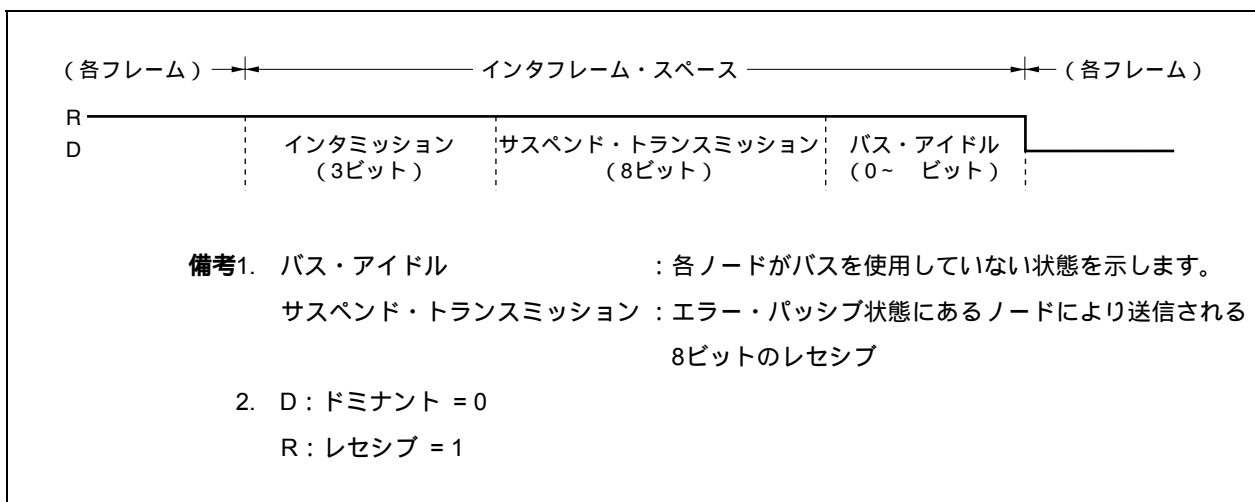 (各フレーム) インタフレーム・スペース (各フレーム)
R
D
インタミッション サスペンド・トランスミッション バス・アイドル
(3ビット) (8ビット) (0~ ビット)
備考1. バス・アイドル :各ノードがバスを使用していない状態を示します。
サスペンド・トランスミッション :エラー・パッシブ状態にあるノードにより送信される
8ビットのレセシブ
2. D:ドミナント = 0
R:レセシブ = 1